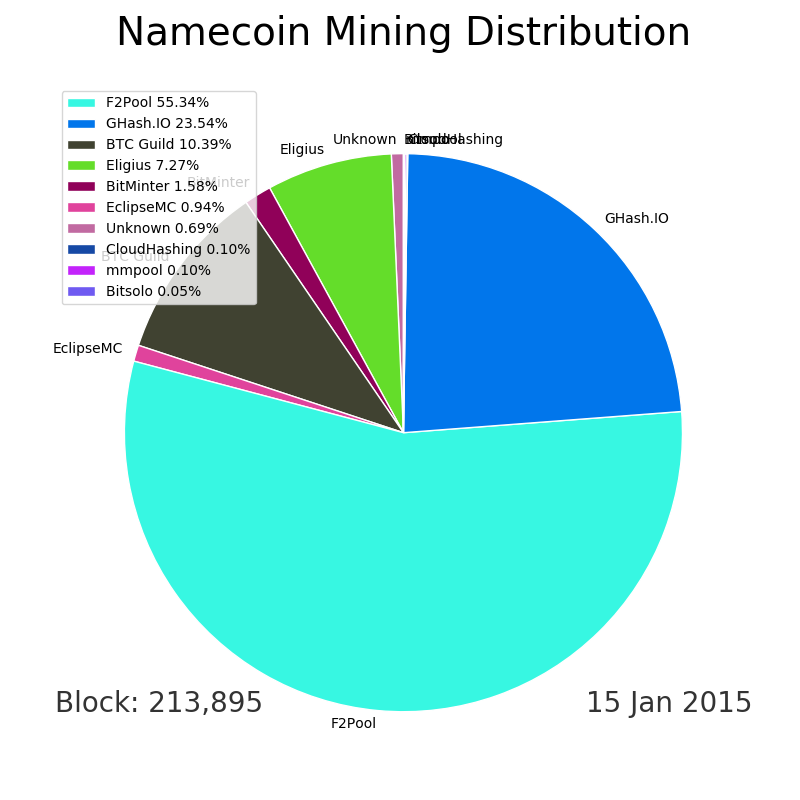 Namecoin Mining Distribution
F2Pool 55.34%
GHash.IO 23.54%
BTC Guild 10.39%
Eligius 7.27%
BitMinter 1.58%
EclipseMC 0.94%
Unknown 0.69%
CloudHashing 0.10%
mmpool 0.10%
Bitsolo 0.05%
Unknown
CloudHashing
Eligius
BitMinter
GHash.IO
BTC Guild
EclipseMC
Block: 213,895
15 Jan 2015
F2Pool